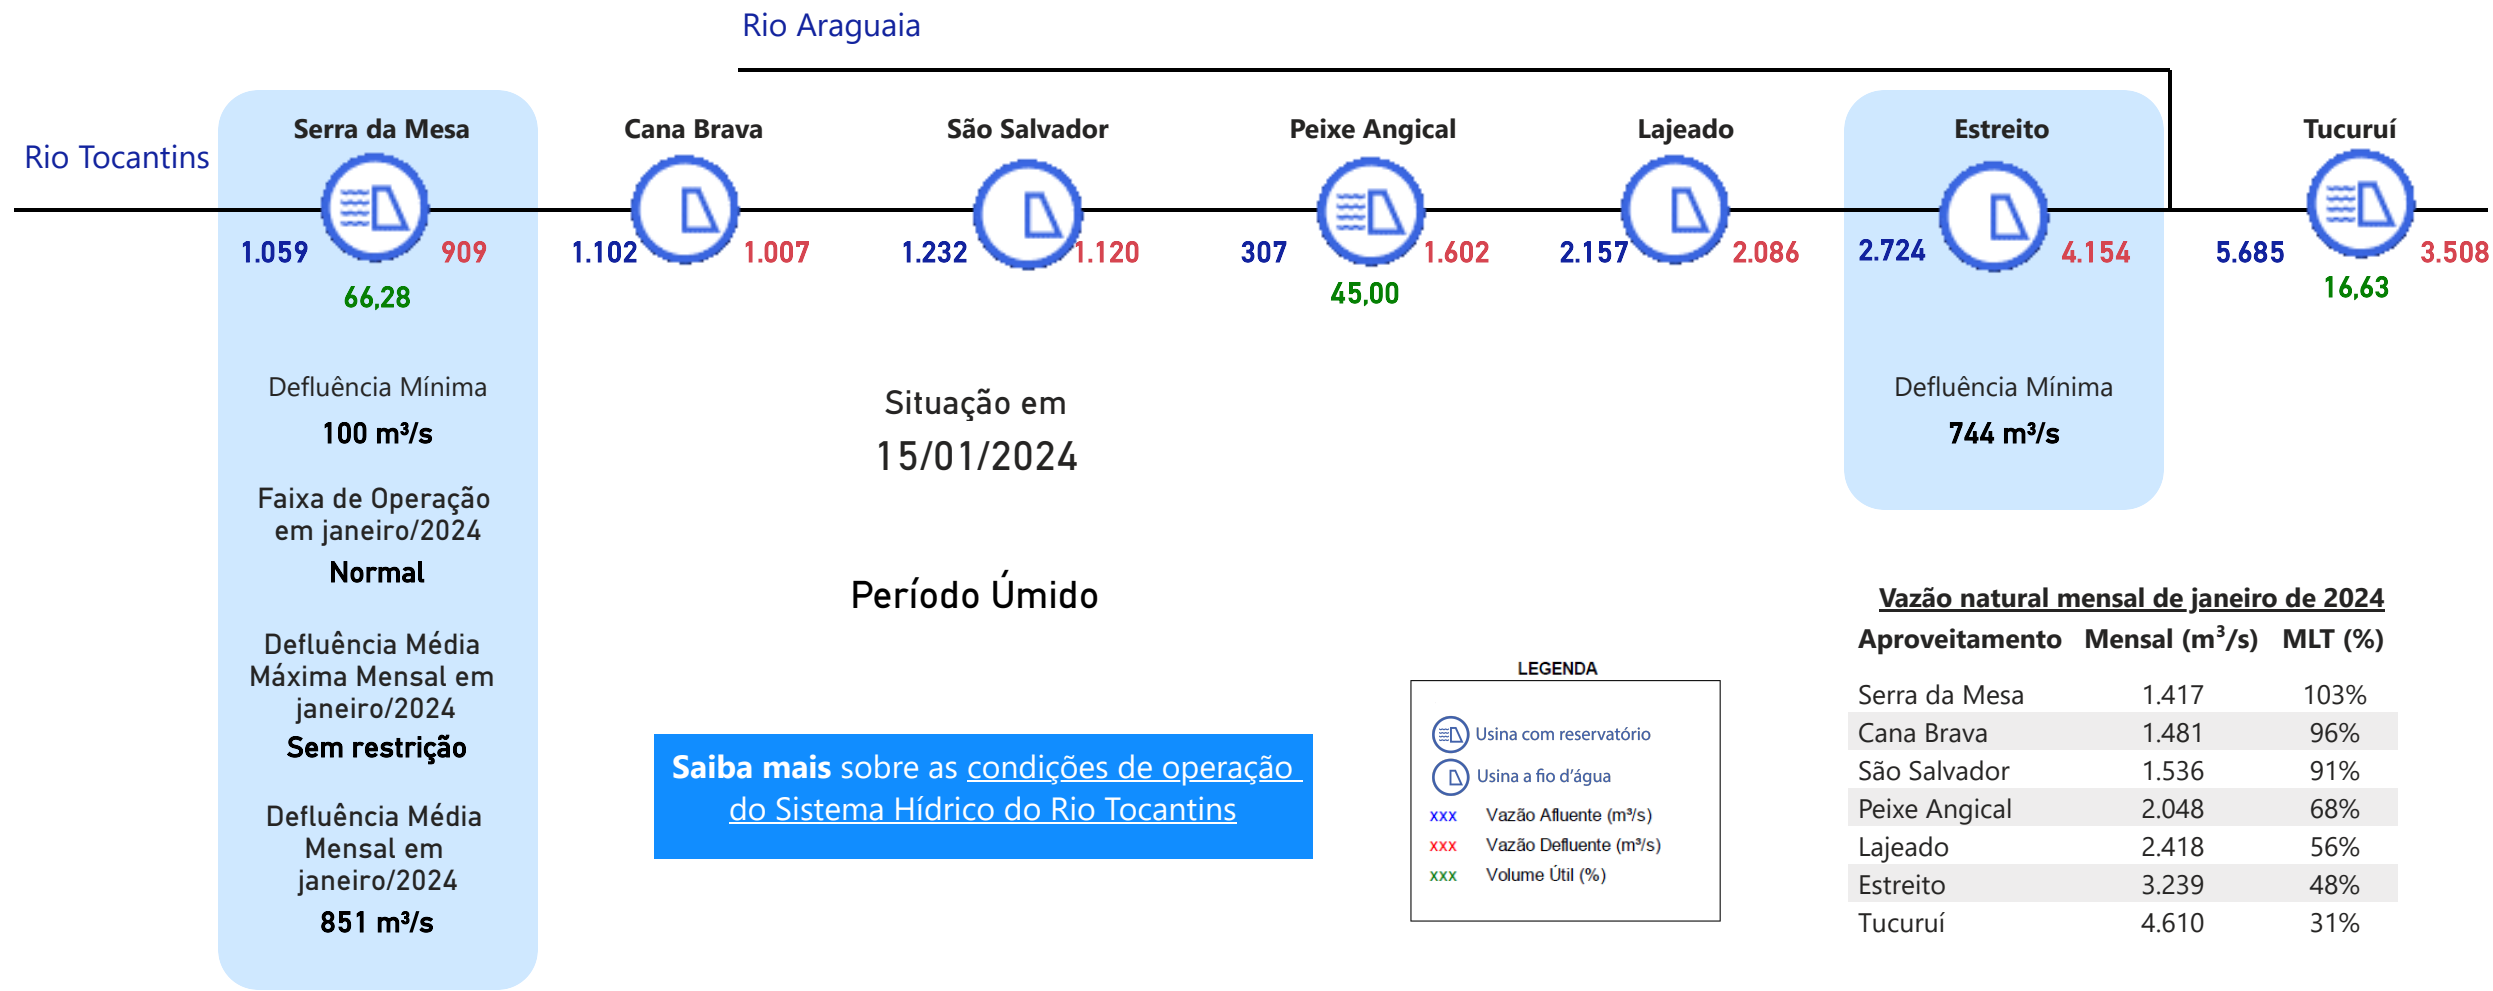 Rio Araguaia
Rio Tocantins
Serra da Mesa
Cana Brava
São Salvador
Peixe Angical
Lajeado
Estreito
Tucuruí
1.059
909
1.102
1.007
1.232
1.120
307
1.602
2.157
2.086
2.724
4.154
5.685
3.508
66,28
45,00
16,63
Defluência Mínima
100 m³/s
Faixa de Operação
em janeiro/2024
Normal
Defluência Média
Máxima Mensal em
janeiro/2024
Sem restrição
Defluência Média
Mensal em
janeiro/2024
851 m³/s
Situação em
15/01/2024
Período Úmido
Saiba mais sobre as condições de operação
do Sistema Hídrico do Rio Tocantins
Defluência Mínima
744 m³/s
LEGENDA
Usina com reservatório
Usina a fio d'água
xxx Vazão Afluente (m³/s)
xxx Vazão Defluente (m³/s)
xxx Volume Útil (%)
Vazão natural mensal de janeiro de 2024
Aproveitamento Mensal (m³/s) MLT (%)
Serra da Mesa 1.417 103%
Cana Brava 1.481 96%
São Salvador 1.536 91%
Peixe Angical 2.048 68%
Lajeado 2.418 56%
Estreito 3.239 48%
Tucuruí 4.610 31%